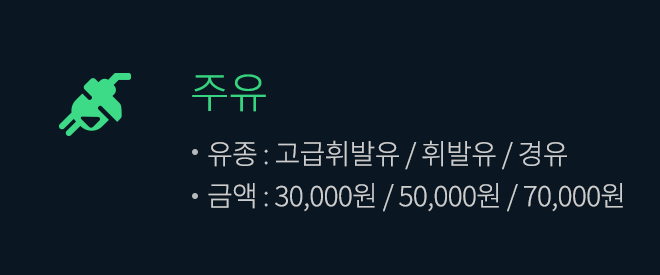 주유
• 유종 : 고급휘발유 / 휘발유 / 경유
• 금액 : 30,000원 / 50,000원 / 70,000원